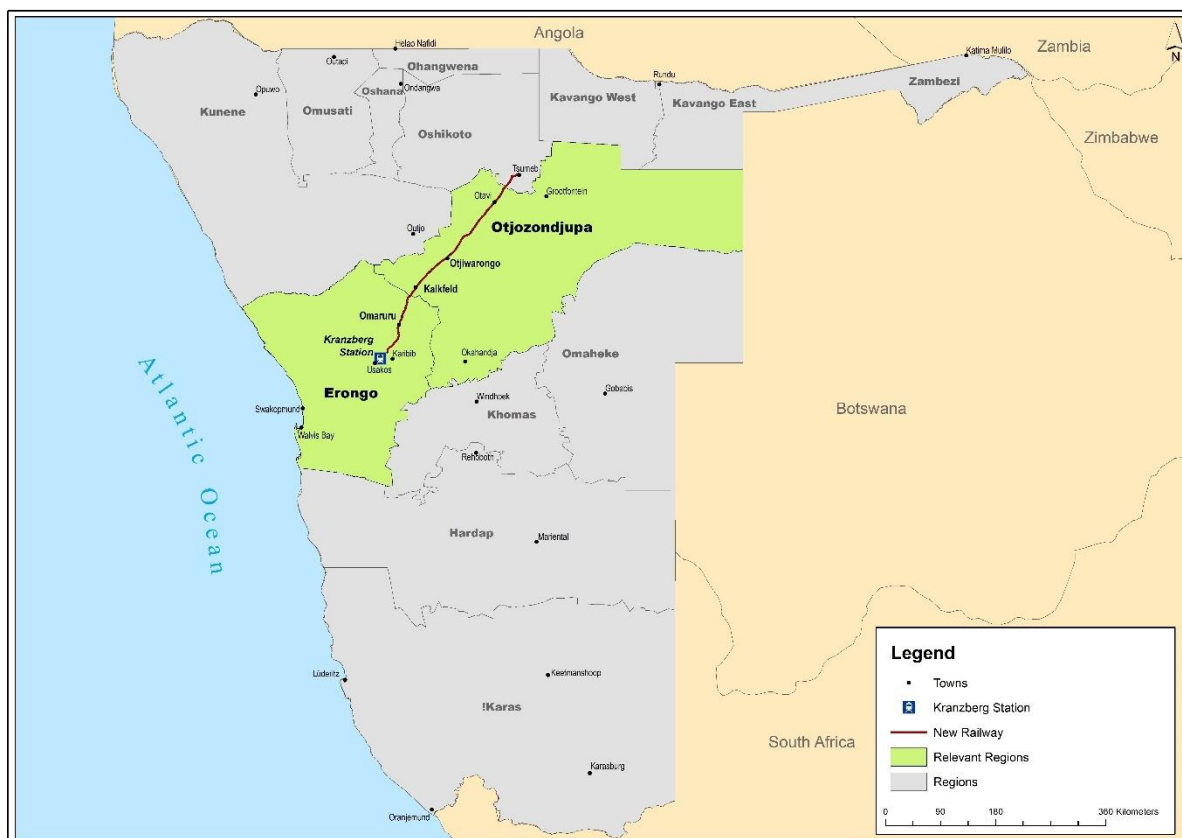 Angola
Zambia
N
Katima Mulilo
Helao Nafidi
Outapi
Ohangwena
Rundu
Zambezi
Opuwo
Oshana
Ondangwa
Kunene
Omusati
Kavango West
Kavango East
Oshikoto
Zimbabwe
Tsumeb
Otavi
Grootfontein
Outjo
Otjozondjupa
Otjiwarongo
Kalkfeld
Omaruru
Kranzberg
Station
Karibib
Usakos
Okahandja
Omaheke
Erongo
Gobabis
Windhoek
Swakopmund
Khomas
Walvis Bay
Rehoboth
Botswana
Atlantic Ocean
Hardap
Mariental
Lüderitz
Keetmanshoop
!Karas
South Africa
Karasburg
Oranjemund
Legend
Towns
Kranzberg Station
New Railway
Relevant Regions
Regions
0 90 180 360 Kilometers